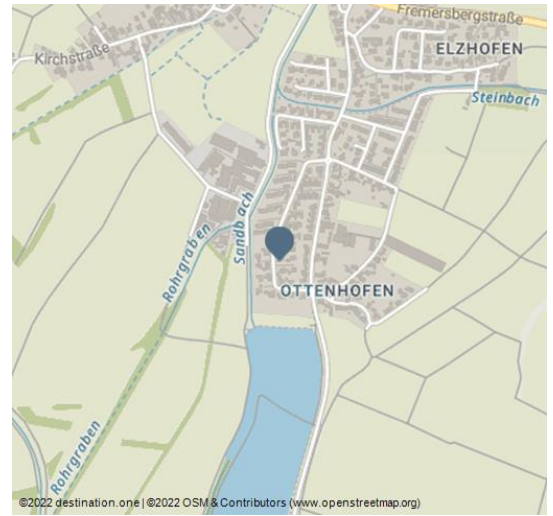 Fremersbergstraße
Kirchstraße
ELZHOFEN
Steinbach
Sandbach
Rohrgraben
OTTENHOFEN
Rohrgraben
©2022 destination.one | ©2022 OSM & Contributors (www.openstreetmap.org)